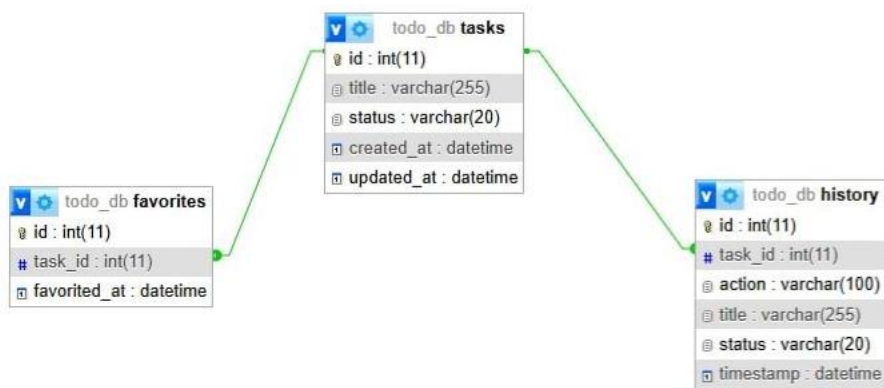 todo_db tasks
id : int(11)
title : varchar(255)
status : varchar(20)
created_at : datetime
updated_at : datetime
todo_db favorites
id : int(11)
task_id : int(11)
favorited_at : datetime
todo_db history
id : int(11)
task_id : int(11)
action : varchar(100)
title : varchar(255)
status : varchar(20)
timestamp : datetime